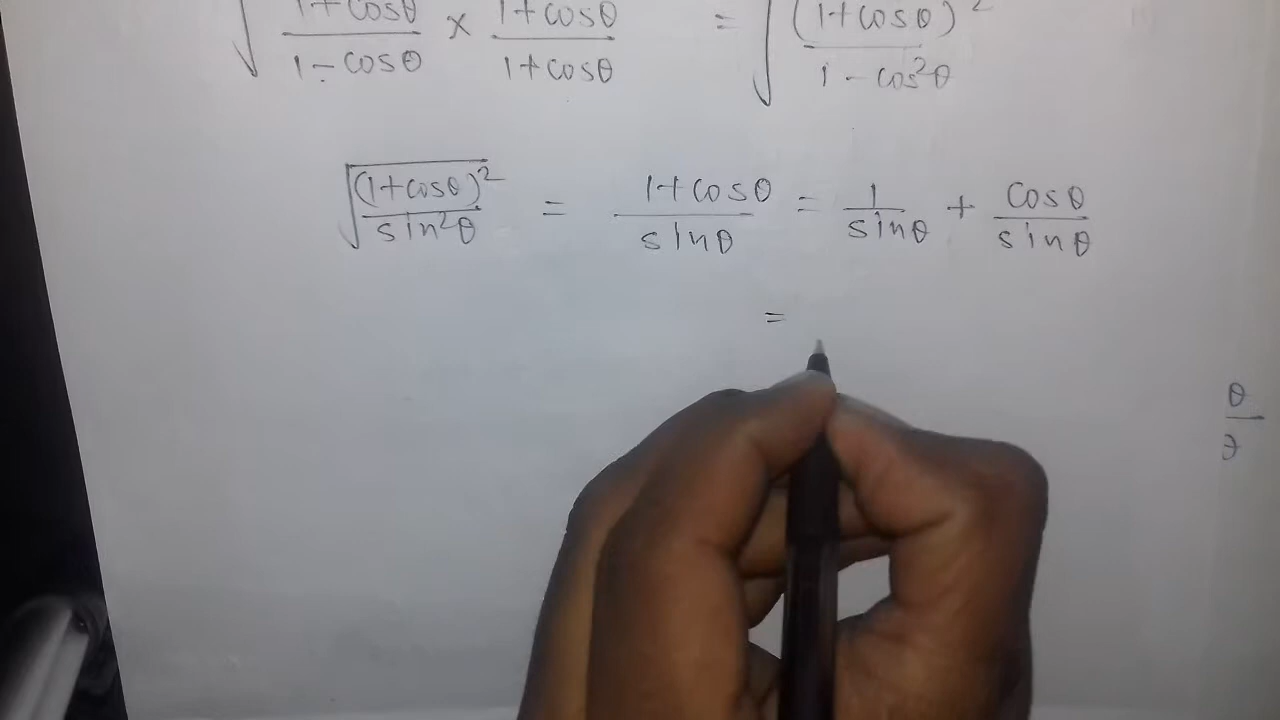 √(1+cosθ)/(1-cosθ) × (1+cosθ)/(1+cosθ) = √(1+cosθ)²/(1-cos²θ)
√(1+cosθ)²/sin²θ = (1+cosθ)/sinθ = 1/sinθ + cosθ/sinθ
=
θ